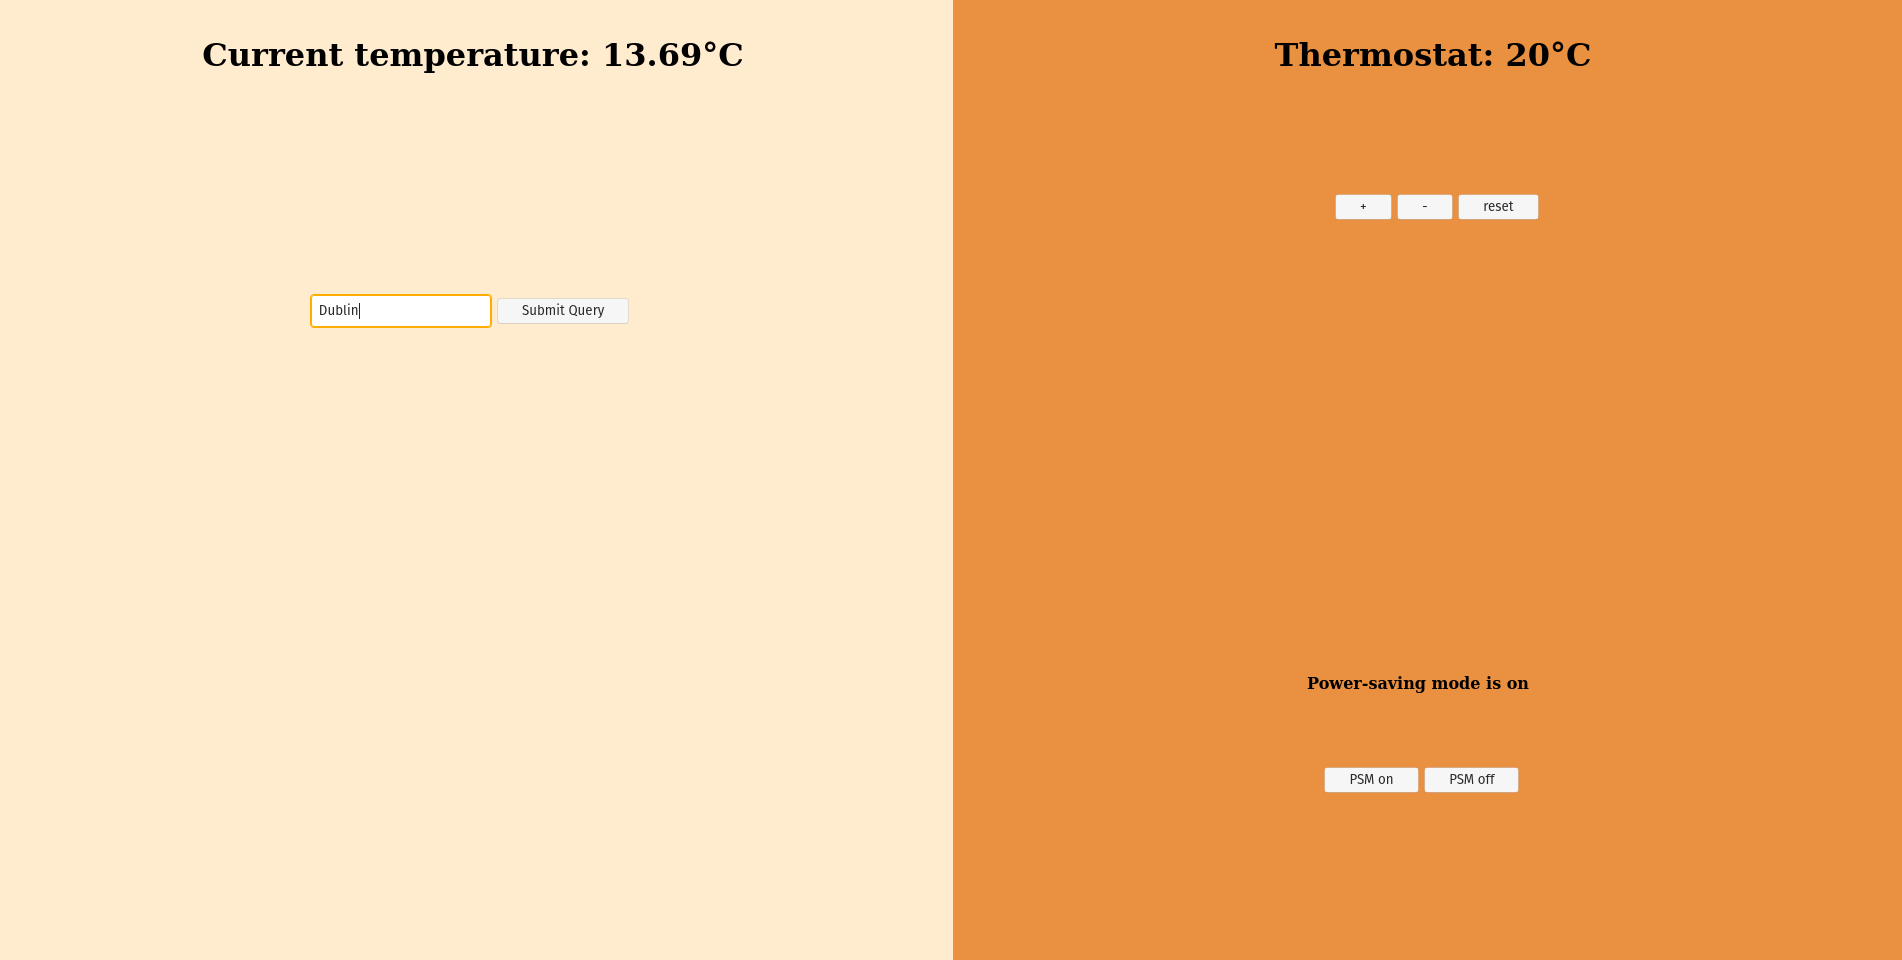 Current temperature: 13.69°C
Dublin
Submit Query
Thermostat: 20°C
+ - reset
Power-saving mode is on
PSM on PSM off